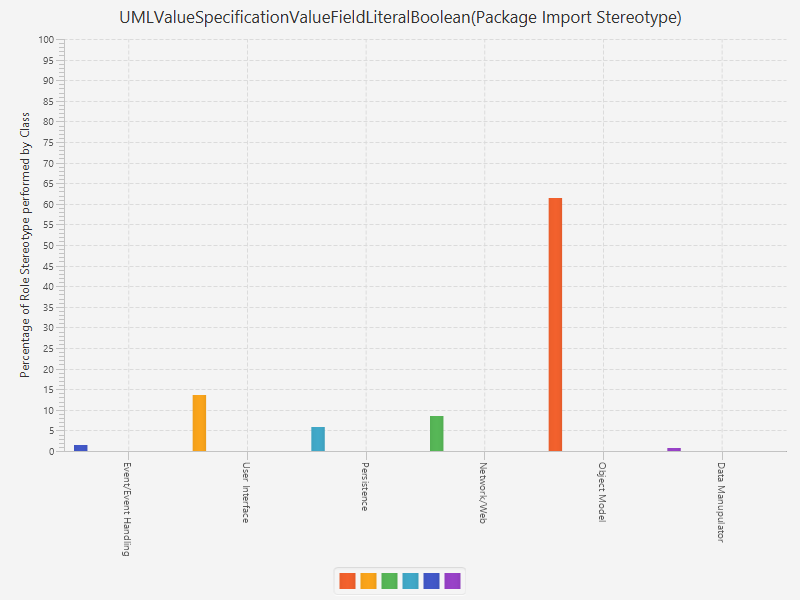 UMLValueSpecificationValueFieldLiteralBoolean(Package Import Stereotype)
Percentage of Role Stereotype performed by Class
100
95
90
85
80
75
70
65
60
55
50
45
40
35
30
25
20
15
10
5
0
Event/Event Handling
User Interface
Persistence
Network/Web
Object Model
Data Manupulator